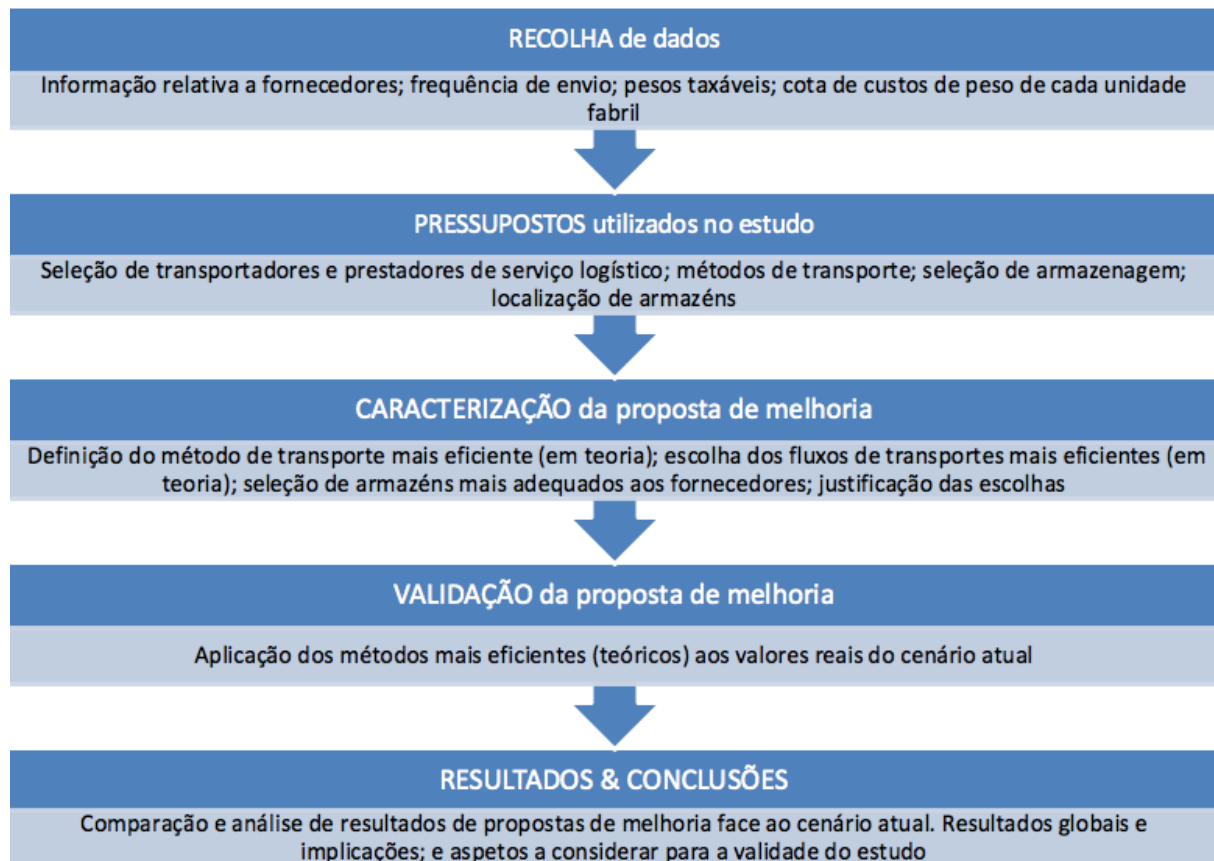 RECOLHA de dados
Informação relativa a fornecedores; frequência de envio; pesos taxáveis; cota de custos de peso de cada unidade
fabril
PRESSUPOSTOS utilizados no estudo
Seleção de transportadores e prestadores de serviço logístico; métodos de transporte; seleção de armazenagem;
localização de armazéns
CARACTERIZAÇÃO da proposta de melhoria
Definição do método de transporte mais eficiente (em teoria); escolha dos fluxos de transportes mais eficientes (em
teoria); seleção de armazéns mais adequados aos fornecedores; justificação das escolhas
VALIDAÇÃO da proposta de melhoria
Aplicação dos métodos mais eficientes (teóricos) aos valores reais do cenário atual
RESULTADOS & CONCLUSÕES
Comparação e análise de resultados de propostas de melhoria face ao cenário atual. Resultados globais e
implicações; e aspetos a considerar para a validade do estudo